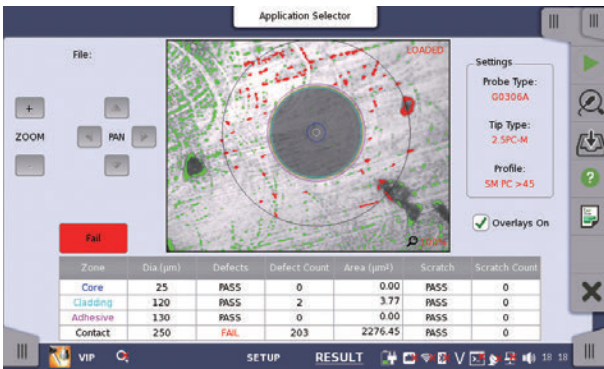 Application Selector
File:
LOADED
Settings
Probe Type:
G0306A
Tip Type:
2.5PC-M
Profile:
SM PC >45
+
ZOOM
PAN
-
Overlays On
Fail
Zone Dia (µm) Defects Defect Count Area (µm²) Scratch Scratch Count
Core 25 PASS 0 0.00 PASS 0
Cladding 120 PASS 2 3.77 PASS 0
Adhesive 130 PASS 0 0.00 PASS 0
Contact 250 FAIL 203 2276.45 PASS 0
VIP SETUP RESULT V 18 18